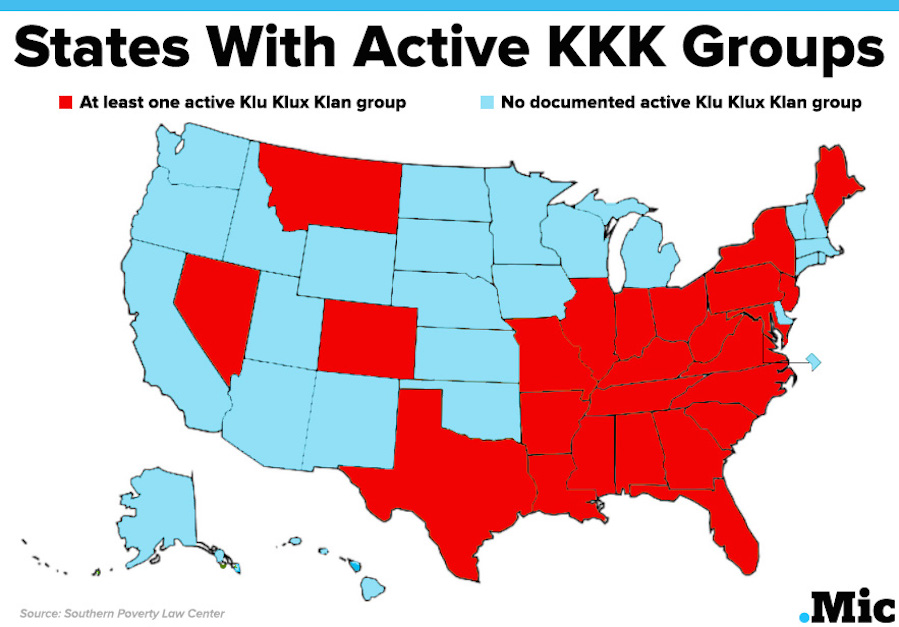 States With Active KKK Groups
At least one active Klu Klux Klan group
No documented active Klu Klux Klan group
Source: Southern Poverty Law Center
.Mic